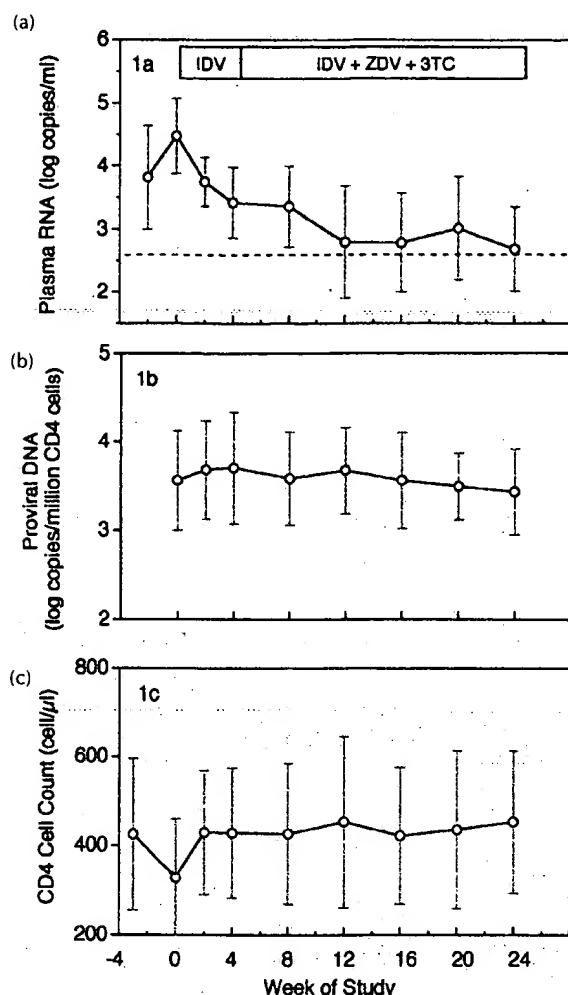 (a)
1a
IDV
IDV + ZDV + 3TC
Plasma RNA (log copies/ml)
6
5
4
3
2
(b)
1b
Proviral DNA
(log copies/million CD4 cells)
5
4
3
2
(c)
1c
CD4 Cell Count (cell/µl)
800
600
400
200
-4 0 4 8 12 16 20 24
Week of Study